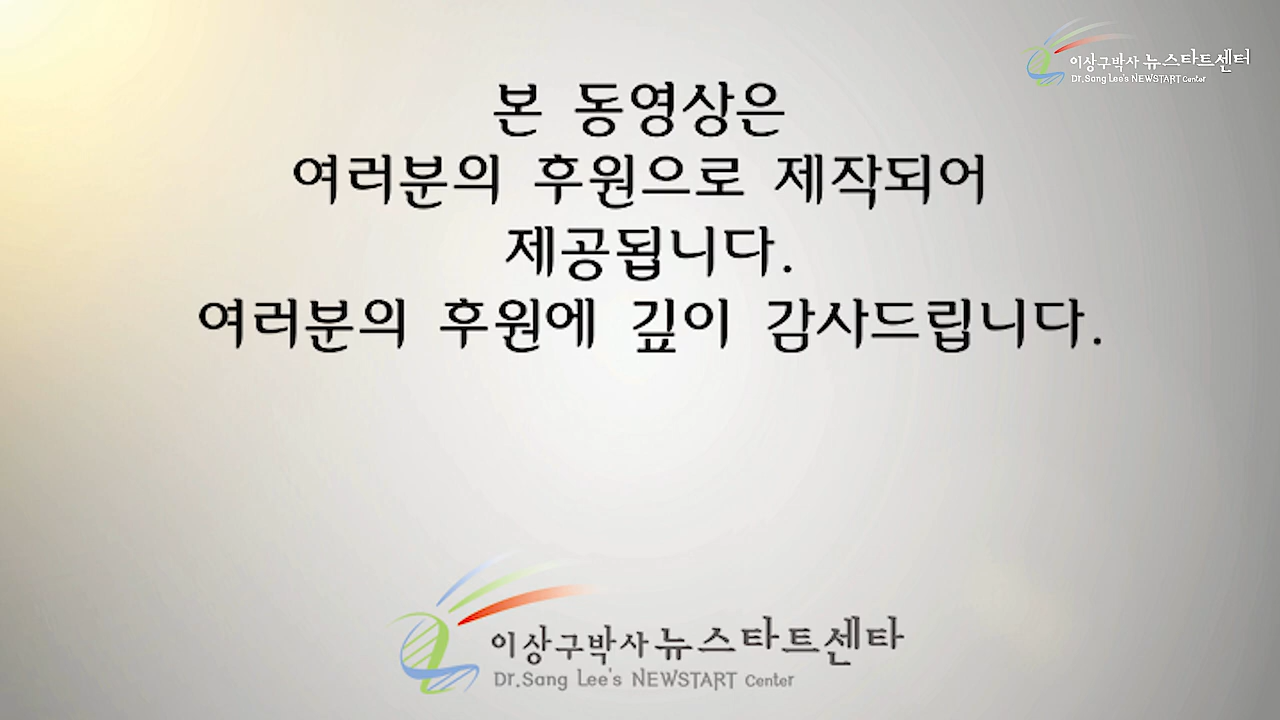 이상구박사 뉴스타트센터
Dr.Sang Lee's NEWSTART Center
본 동영상은
여러분의 후원으로 제작되어
제공됩니다.
여러분의 후원에 깊이 감사드립니다.
이상구박사 뉴스타트센타
Dr.Sang Lee's NEWSTART Center